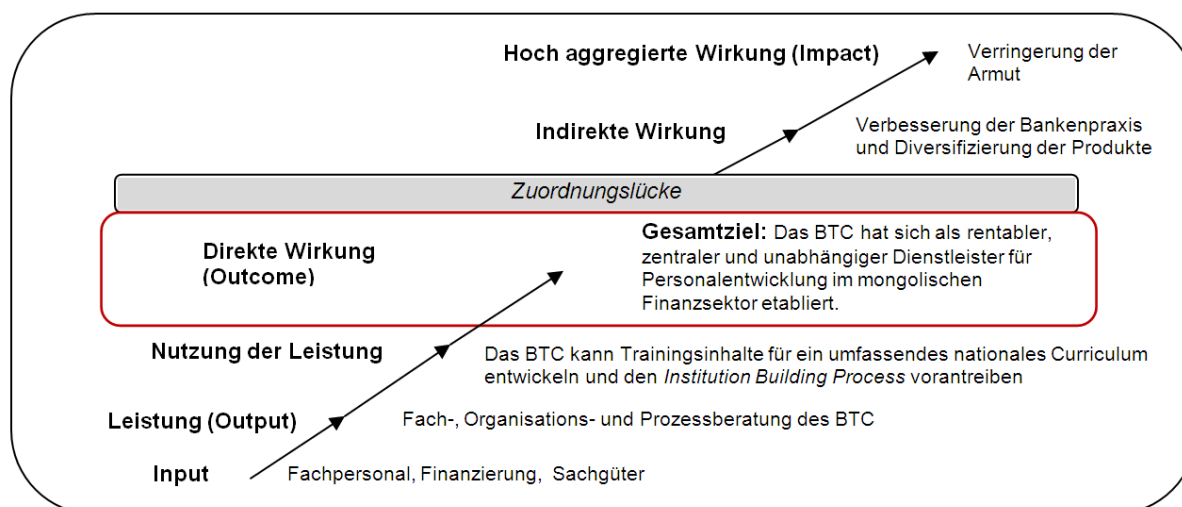 Hoch aggregierte Wirkung (Impact)
Verringerung der
Armut
Indirekte Wirkung
Verbesserung der Bankenpraxis
und Diversifizierung der Produkte
Zuordnungslücke
Direkte Wirkung
(Outcome)
Gesamtziel: Das BTC hat sich als rentabler,
zentraler und unabhängiger Dienstleister für
Personalentwicklung im mongolischen
Finanzsektor etabliert.
Nutzung der Leistung
Das BTC kann Trainingsinhalte für ein umfassendes nationales Curriculum
entwickeln und den Institution Building Process vorantreiben
Leistung (Output)
Fach-, Organisations- und Prozessberatung des BTC
Input
Fachpersonal, Finanzierung, Sachgüter